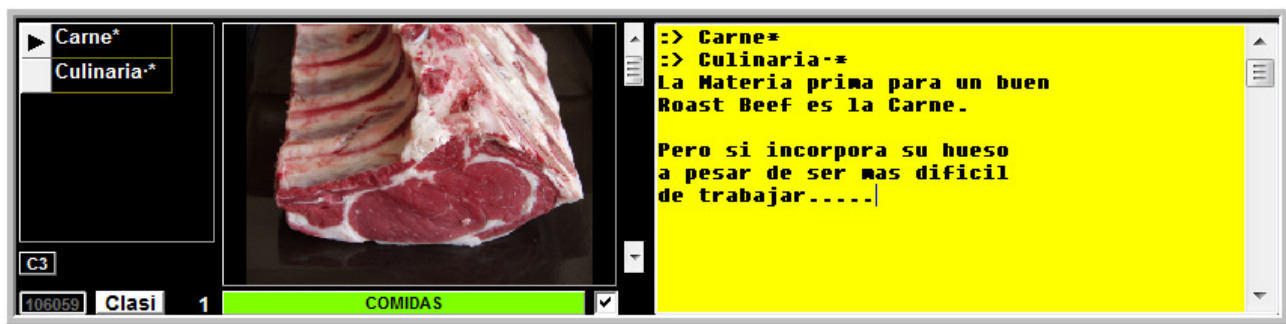 Carne*
Culinaria·*
C3
106059 Clasi 1
COMIDAS
:> Carne*
:> Culinaria·*
La Materia prima para un buen
Roast Beef es la Carne.
Pero si incorpora su hueso
a pesar de ser mas dificil
de trabajar.....